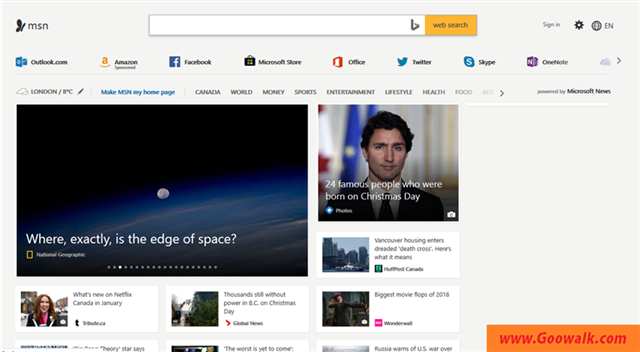 msn
web search
Sign in
EN
Outlook.com
Amazon
Sponsored
Facebook
Microsoft Store
Office
Twitter
Skype
OneNote
LONDON / 8°C
Make MSN my home page
CANADA
WORLD
MONEY
SPORTS
ENTERTAINMENT
LIFESTYLE
HEALTH
FOOD
AUT
powered by Microsoft News
Where, exactly, is the edge of space?
National Geographic
24 famous people who were
born on Christmas Day
Photos
Vancouver housing enters
dreaded 'death cross'. Here's
what it means
HuffPost Canada
What's new on Netflix
Canada in January
Tribute.ca
Thousands still without
power in B.C. on Christmas
Day
Global News
Biggest movie flops of 2018
Wonderwall
'Big Bang Theory' star says
'The worst is yet to come':
Russia warns of U.S. war over
www.Goowalk.com